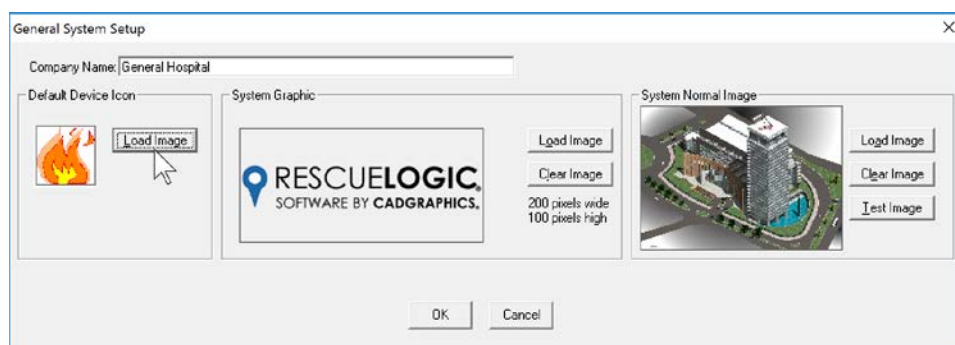 General System Setup
Company Name: General Hospital
Default Device Icon
Load Image
System Graphic
RESCUELOGIC®
SOFTWARE BY CADGRAPHICS.
Load Image
Clear Image
200 pixels wide
100 pixels high
System Normal Image
Load Image
Clear Image
Test Image
OK
Cancel